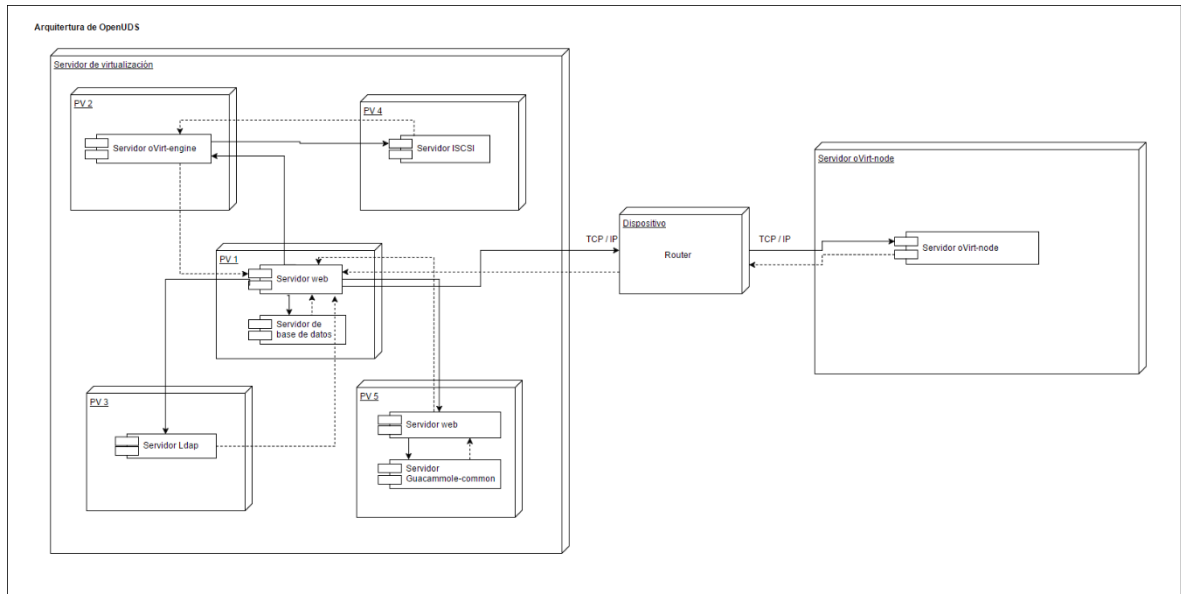 Arquitertura de OpenUDS
Servidor de virtualización
PV 2
Servidor oVirt-engine
PV 4
Servidor ISCSI
PV 1
Servidor web
Servidor de
base de datos
PV 3
Servidor Ldap
PV 5
Servidor web
Servidor
Guacammole-common
TCP / IP
Dispositivo
Router
TCP / IP
Servidor oVirt-node
Servidor oVirt-node